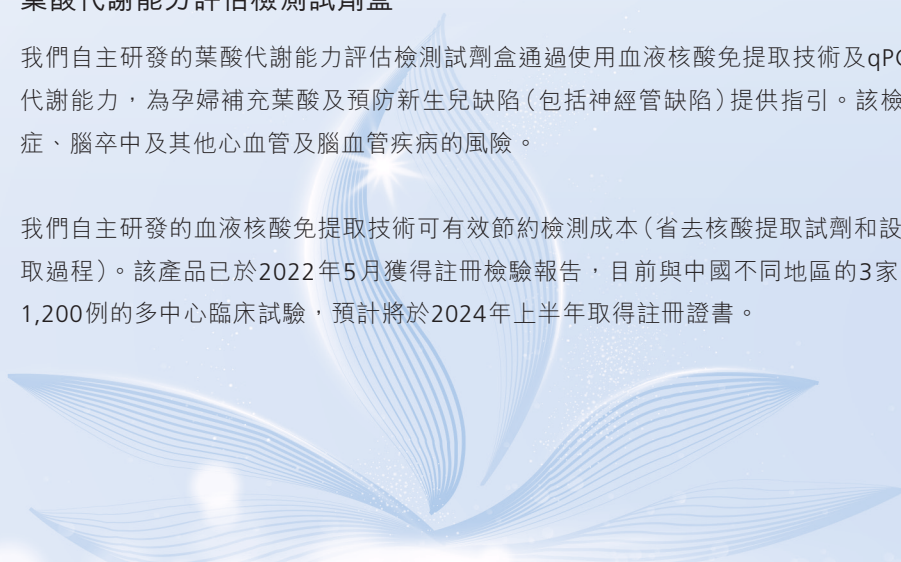 葉酸代謝能力評估檢測試劑盒
我們自主研發的葉酸代謝能力評估檢測試劑盒通過使用血液核酸免提取技術及qPC
代謝能力，為孕婦補充葉酸及預防新生兒缺陷（包括神經管缺陷）提供指引。該檢
症、腦卒中及其他心血管及腦血管疾病的風險。
我們自主研發的血液核酸免提取技術可有效節約檢測成本（省去核酸提取試劑和設
取過程）。該產品已於2022年5月獲得註冊檢驗報告，目前與中國不同地區的3家
1,200例的多中心臨床試驗，預計將於2024年上半年取得註冊證書。